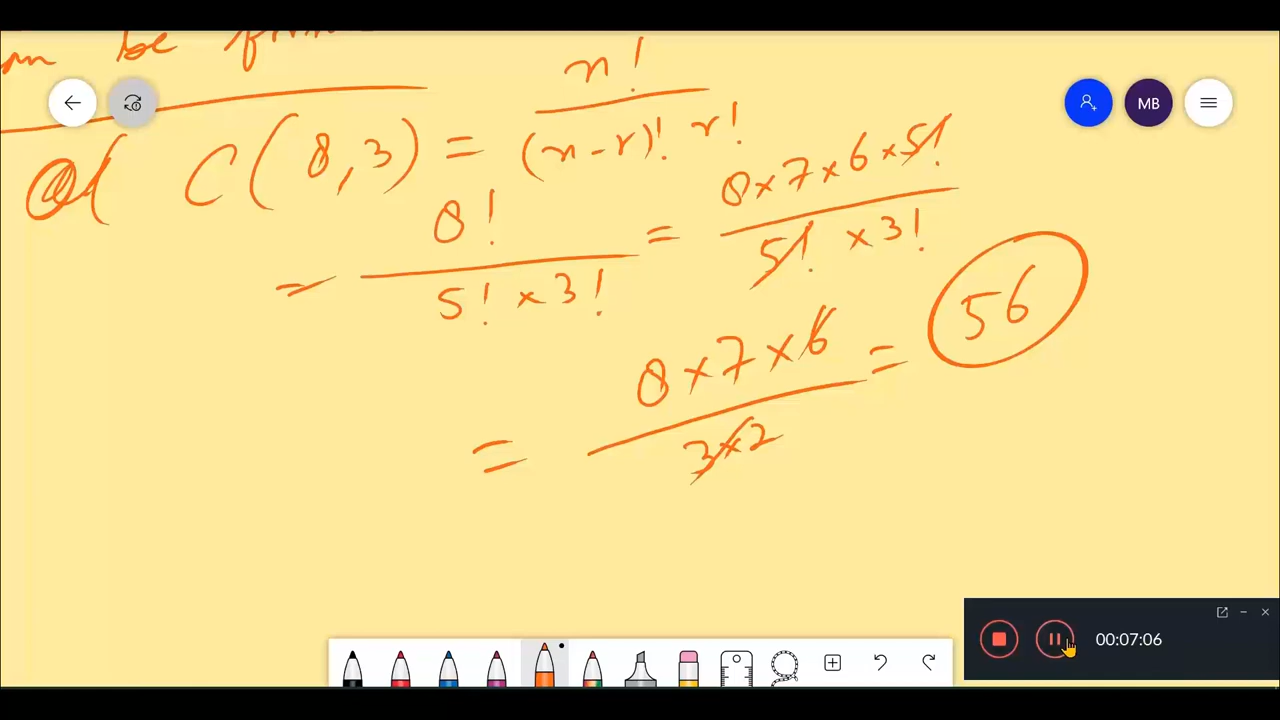 be
C(8,3) = n! / (n-r)! r!
= 8! / 5! × 3! = 8×7×6×5! / 5! × 3!
= 8×7×6 / 3×2 = 56
MB
00:07:06